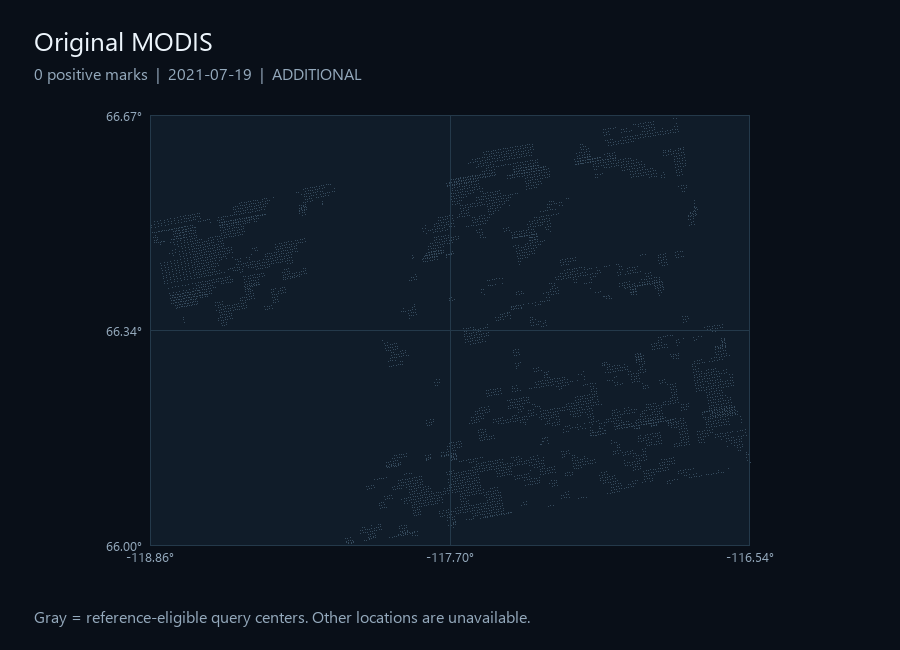 Original MODIS
0 positive marks | 2021-07-19 | ADDITIONAL
66.67°
66.34°
66.00°
-118.86°
-117.70°
-116.54°
Gray = reference-eligible query centers. Other locations are unavailable.